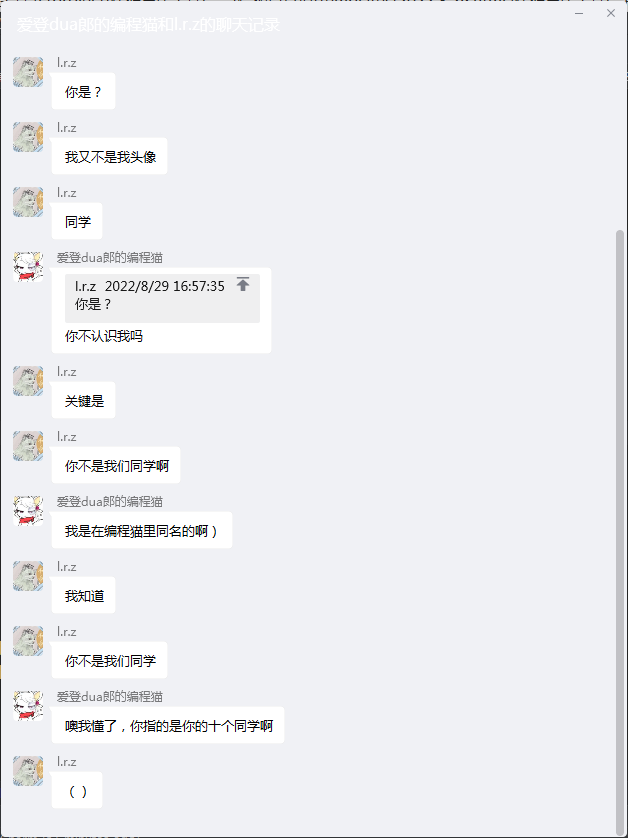 爱登dua郎的编程猫和l.r.z的聊天记录
l.r.z
你是？
l.r.z
我又不是我头像
l.r.z
同学
爱登dua郎的编程猫
l.r.z 2022/8/29 16:57:35
你是？
你不认识我吗
l.r.z
关键是
l.r.z
你不是我们同学啊
爱登dua郎的编程猫
我是在编程猫里同名的啊）
l.r.z
我知道
l.r.z
你不是我们同学
爱登dua郎的编程猫
噢我懂了，你指的是你的十个同学啊
l.r.z
（ ）